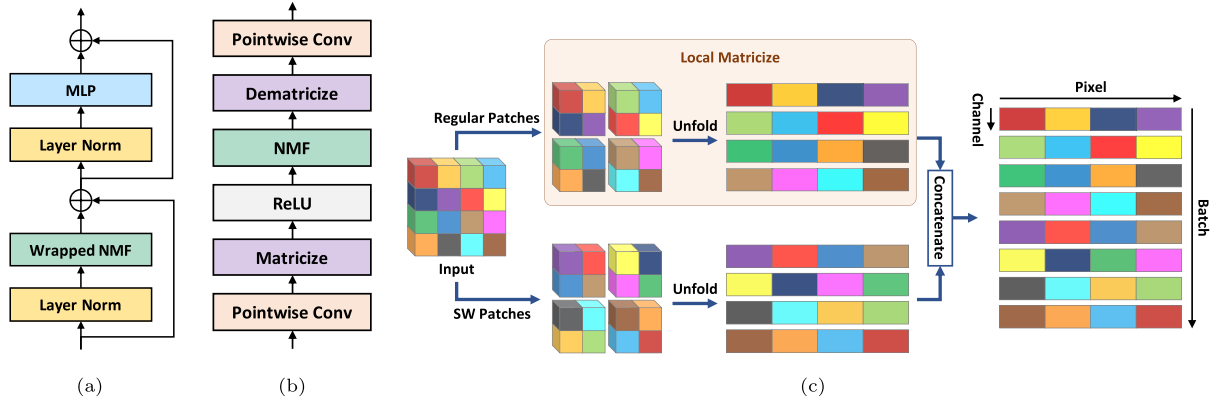 MLP
Layer Norm
Wrapped NMF
Layer Norm
(a)
Pointwise Conv
Dematricize
NMF
ReLU
Matricize
Pointwise Conv
(b)
Local Matricize
Regular Patches
Unfold
Input
SW Patches
Unfold
Concatenate
Pixel
Channel
Batch
(c)